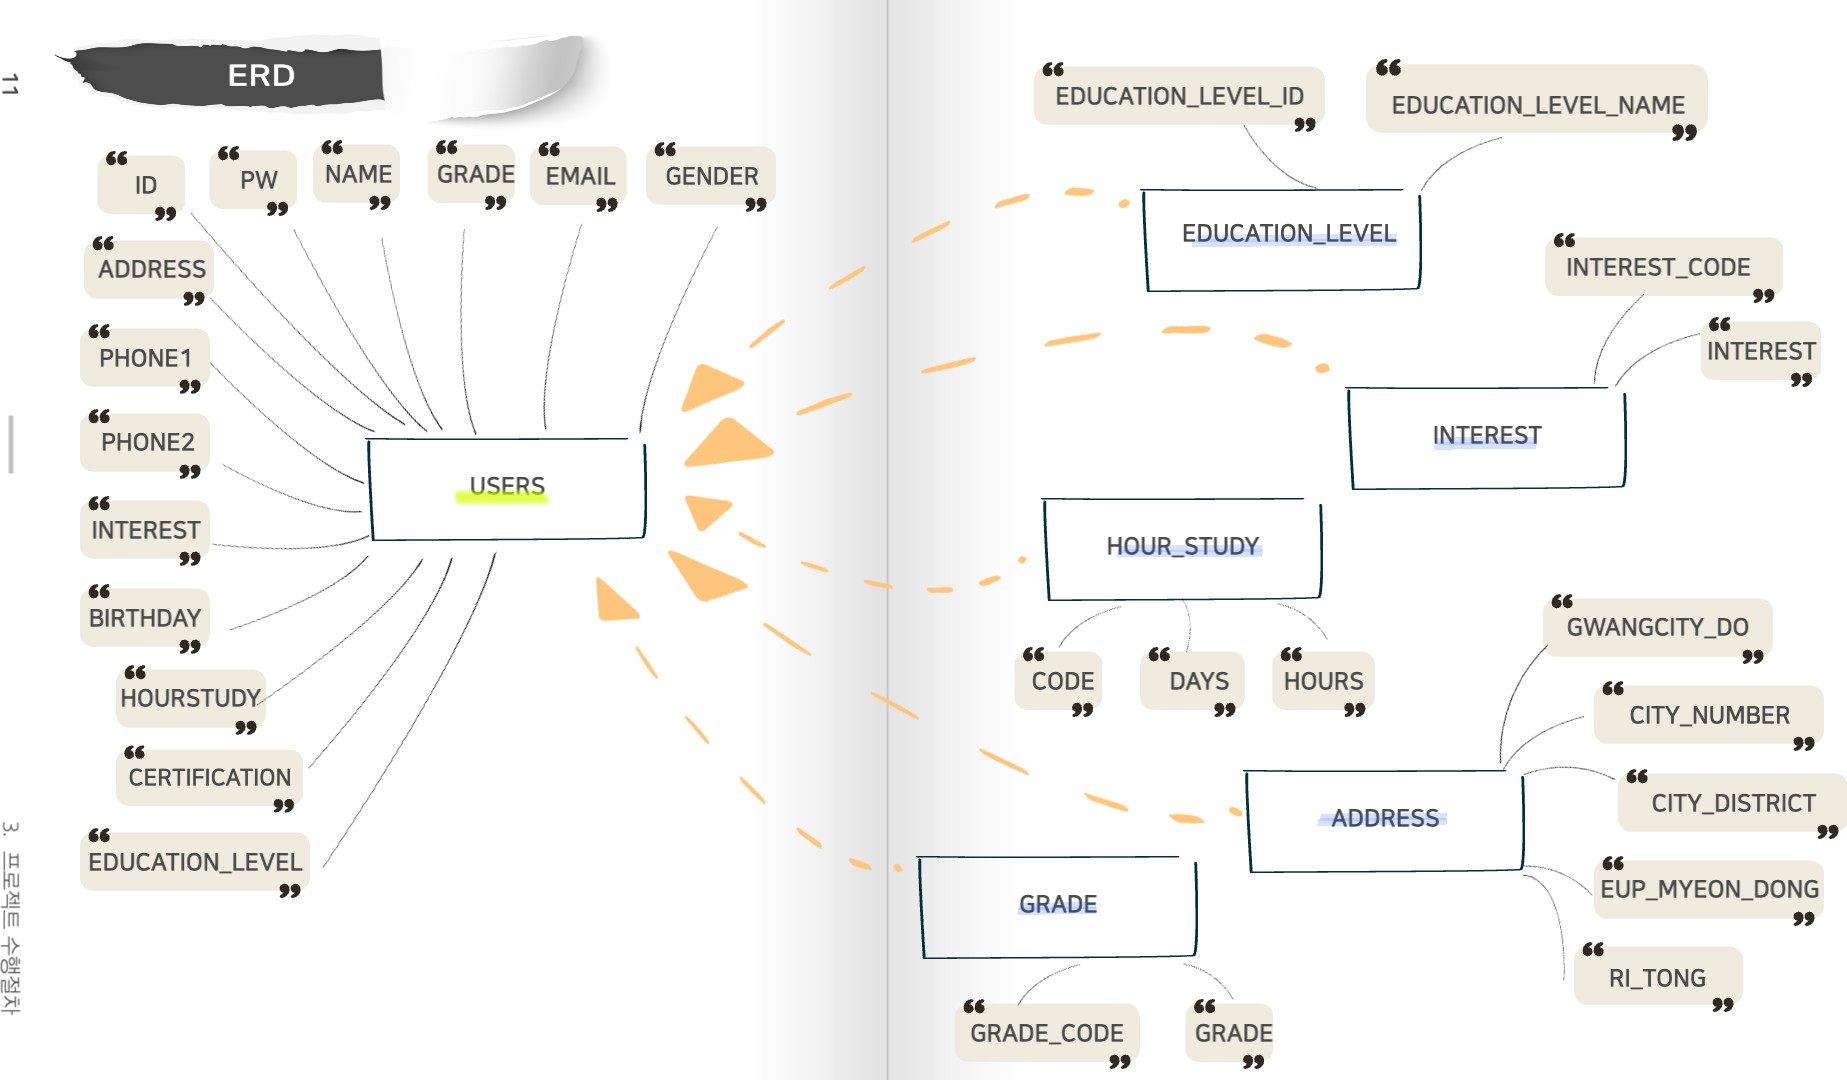 11
3. 프로젝트 수행절차
ERD
ID
PW
NAME
GRADE
EMAIL
GENDER
ADDRESS
PHONE1
PHONE2
INTEREST
BIRTHDAY
HOURSTUDY
CERTIFICATION
EDUCATION_LEVEL
USERS
EDUCATION_LEVEL_ID
EDUCATION_LEVEL_NAME
EDUCATION_LEVEL
INTEREST_CODE
INTEREST
INTEREST
HOUR_STUDY
CODE
DAYS
HOURS
GWANGCITY_DO
CITY_NUMBER
CITY_DISTRICT
ADDRESS
EUP_MYEON_DONG
RI_TONG
GRADE
GRADE_CODE
GRADE